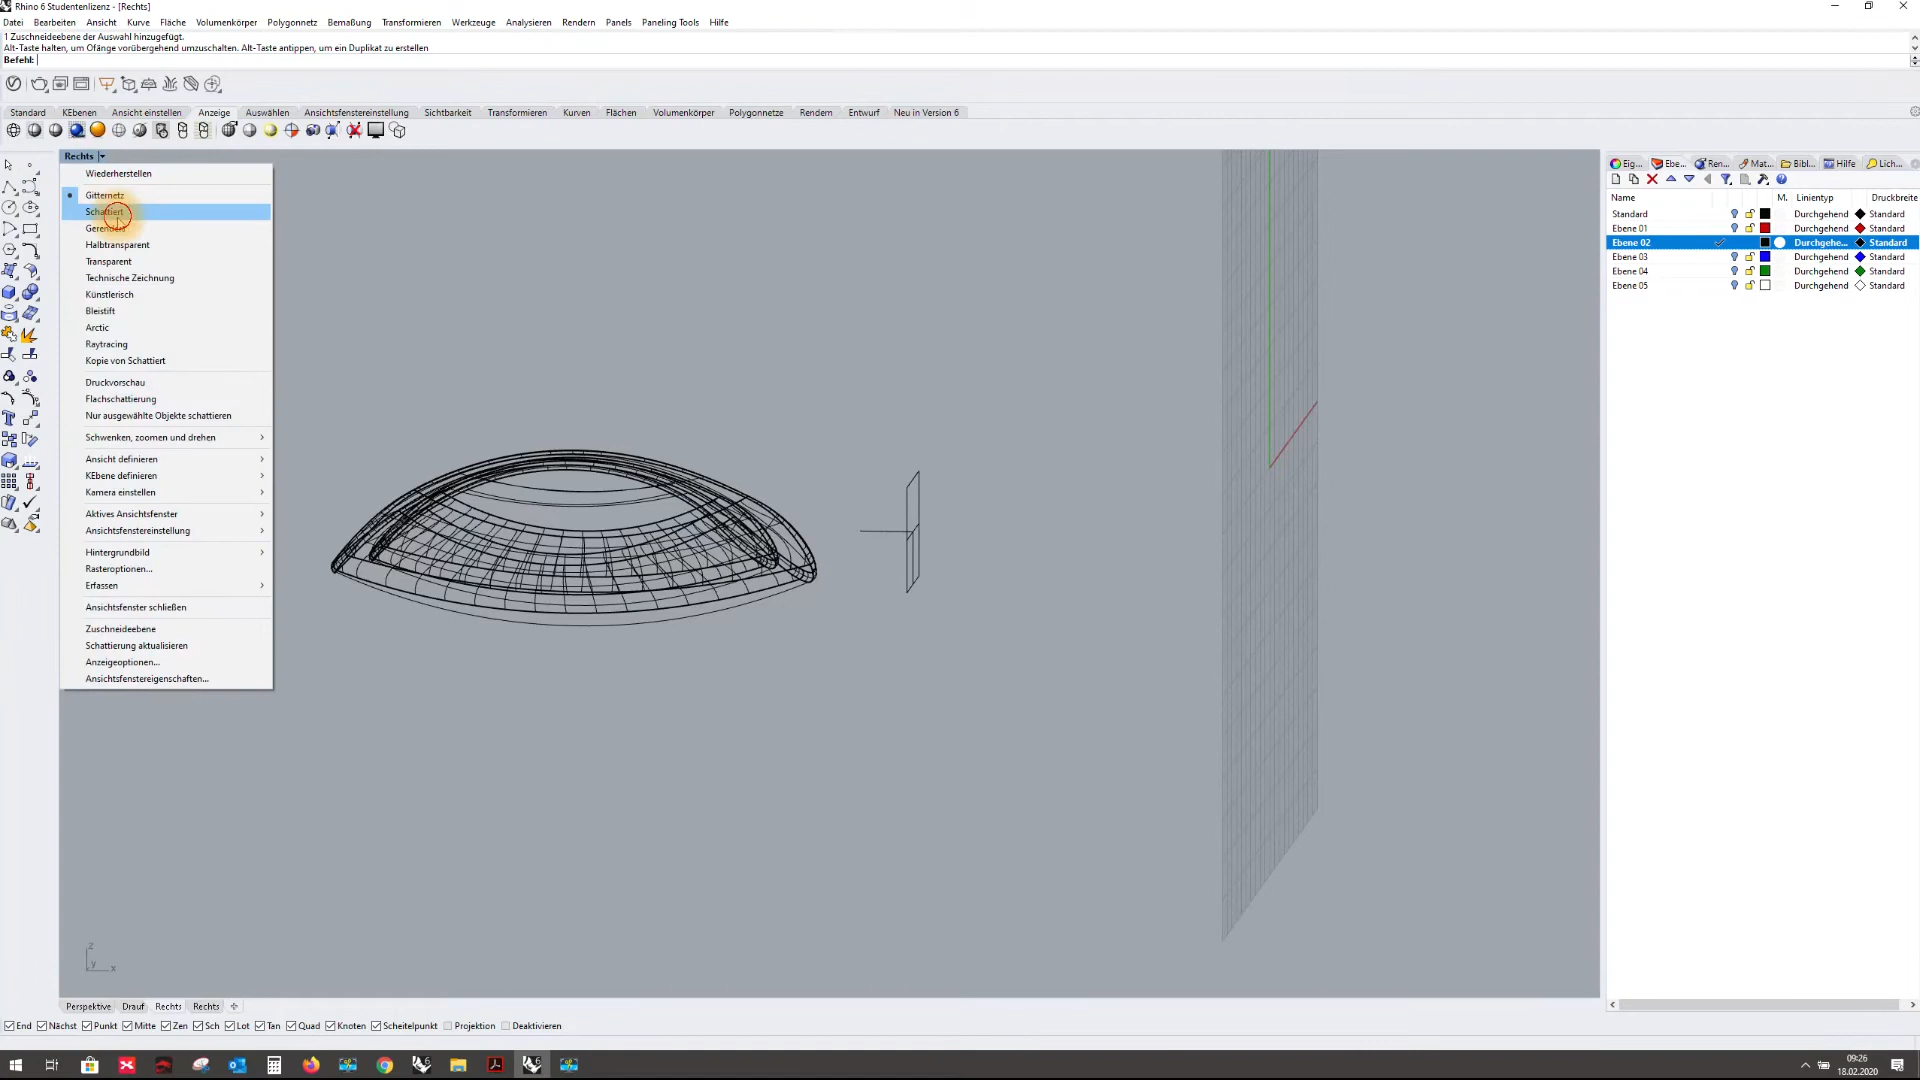 Rhino 6 Studentenlizenz - [Rechts]
Datei Bearbeiten Ansicht Kurve Fläche Volumenkörper Polygonnetz Bemaßung Transformieren Werkzeuge Analysieren Rendern Panels Paneling Tools Hilfe
1 Zuschneideebene der Auswahl hinzugefügt.
Alt-Taste halten, um Ofänge vorübergehend umzuschalten. Alt-Taste antippen, um ein Duplikat zu erstellen
Befehl:
Standard KEbenen Ansicht einstellen Anzeige Auswählen Ansichtsfenstereinstellung Sichtbarkeit Transformieren Kurven Flächen Volumenkörper Polygonnetze Rendern Entwurf Neu in Version 6
Rechts
Wiederherstellen
Gitternetz
Schattiert
Gerendert
Halbtransparent
Transparent
Technische Zeichnung
Künstlerisch
Bleistift
Arctic
Raytracing
Kopie von Schattiert
Druckvorschau
Flachschattierung
Nur ausgewählte Objekte schattieren
Schwenken, zoomen und drehen
Ansicht definieren
KEbene definieren
Kamera einstellen
Aktives Ansichtsfenster
Ansichtsfenstereinstellung
Hintergrundbild
Rasteroptionen...
Erfassen
Ansichtsfenster schließen
Zuschneideebene
Schattierung aktualisieren
Anzeigeoptionen...
Ansichtsfenstereigenschaften...
Eig... Ebe... Ren... Mat... Bibl... Hilfe Lich...
Name M. Linientyp Druckbreite
Standard Durchgehend Standard
Ebene 01 Durchgehend Standard
Ebene 02 Durchgehe... Standard
Ebene 03 Durchgehend Standard
Ebene 04 Durchgehend Standard
Ebene 05 Durchgehend Standard
z
y x
Perspektive Drauf Rechts Rechts
End Nächst Punkt Mitte Zen Sch Lot Tan Quad Knoten Scheitelpunkt Projektion Deaktivieren
09:26
18.02.2020